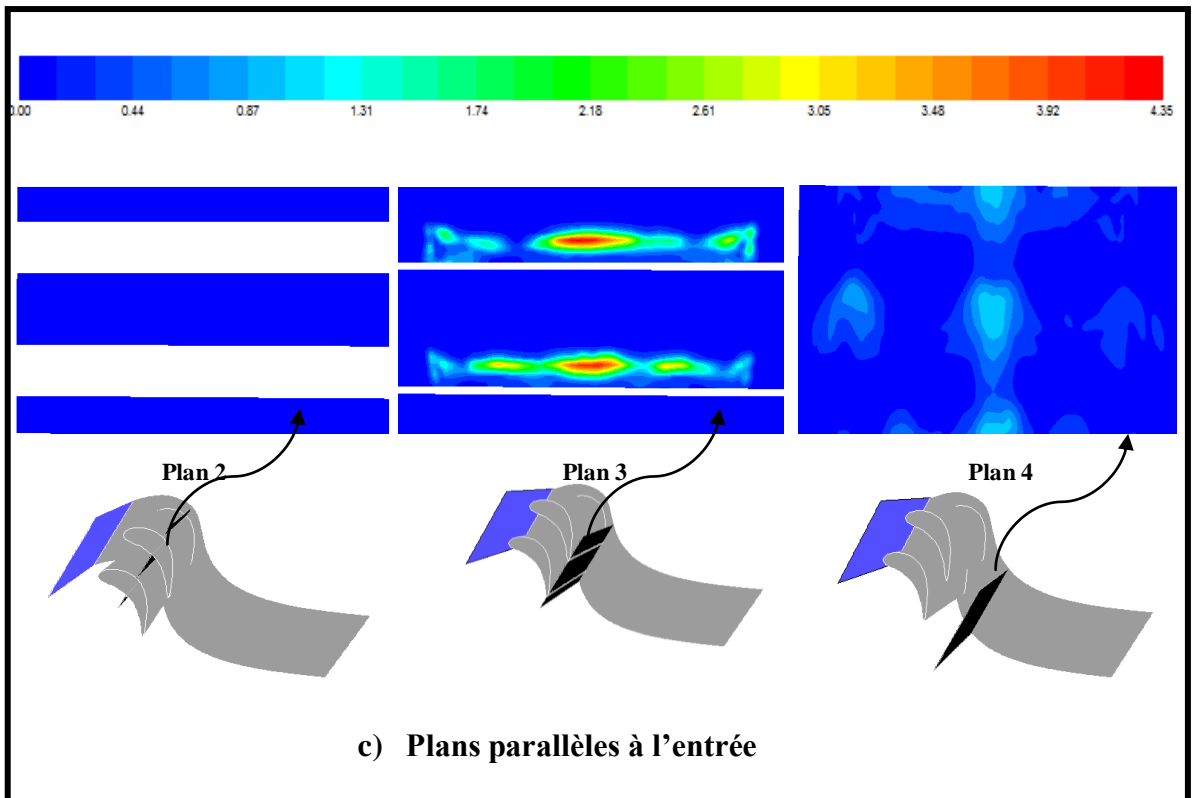 0.00 0.44 0.87 1.31 1.74 2.18 2.61 3.05 3.48 3.92 4.35
Plan 2 Plan 3 Plan 4
c) Plans parallèles à l’entrée